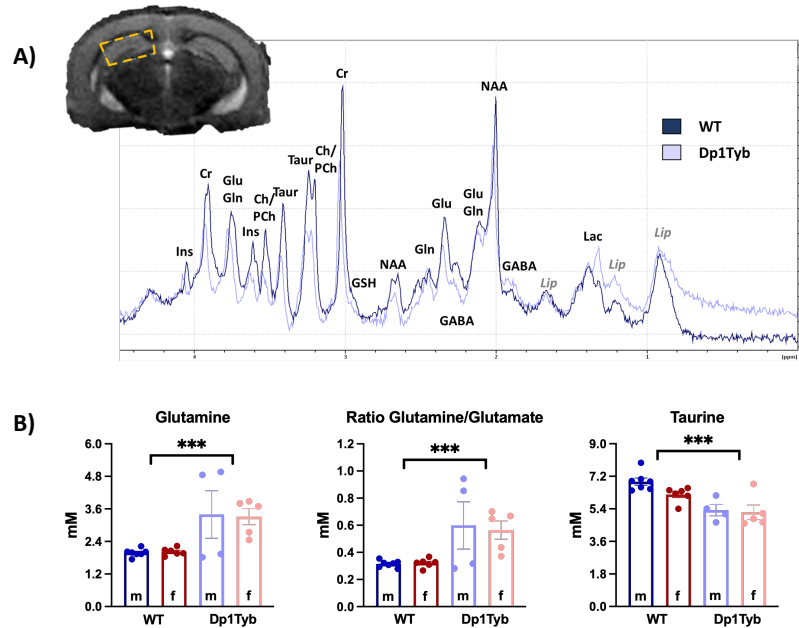 A)
WT
Dp1Tyb
Cr
NAA
Taur
Ch/
PCh
Cr
Glu
Gln
Ch/
PCh
Taur
Ins
Ins
GSH
NAA
Gln
Glu
GABA
Glu
Gln
GABA
Lip
Lac
Lip
Lip
4
3
2
1
[ppm]
B)
Glutamine
***
mM
6.0
4.8
3.6
2.4
1.2
0.0
m
f
m
f
WT
Dp1Tyb
Ratio Glutamine/Glutamate
***
mM
1.2
1.0
0.8
0.6
0.4
0.2
0.0
m
f
m
f
WT
Dp1Tyb
Taurine
***
mM
9.0
7.2
5.4
3.6
1.8
0.0
m
f
m
f
WT
Dp1Tyb